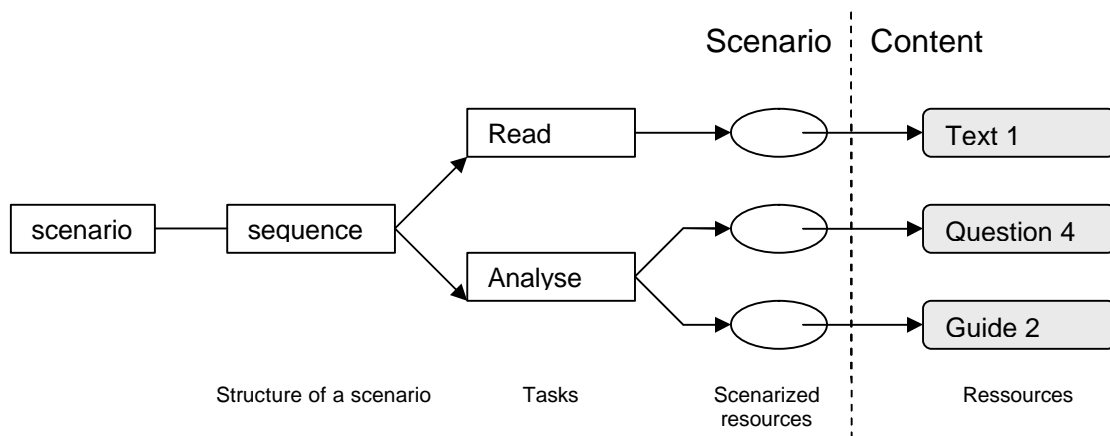 Scenario
Content
Read
Text 1
scenario
sequence
Question 4
Analyse
Guide 2
Structure of a scenario
Tasks
Scenarized
resources
Ressources